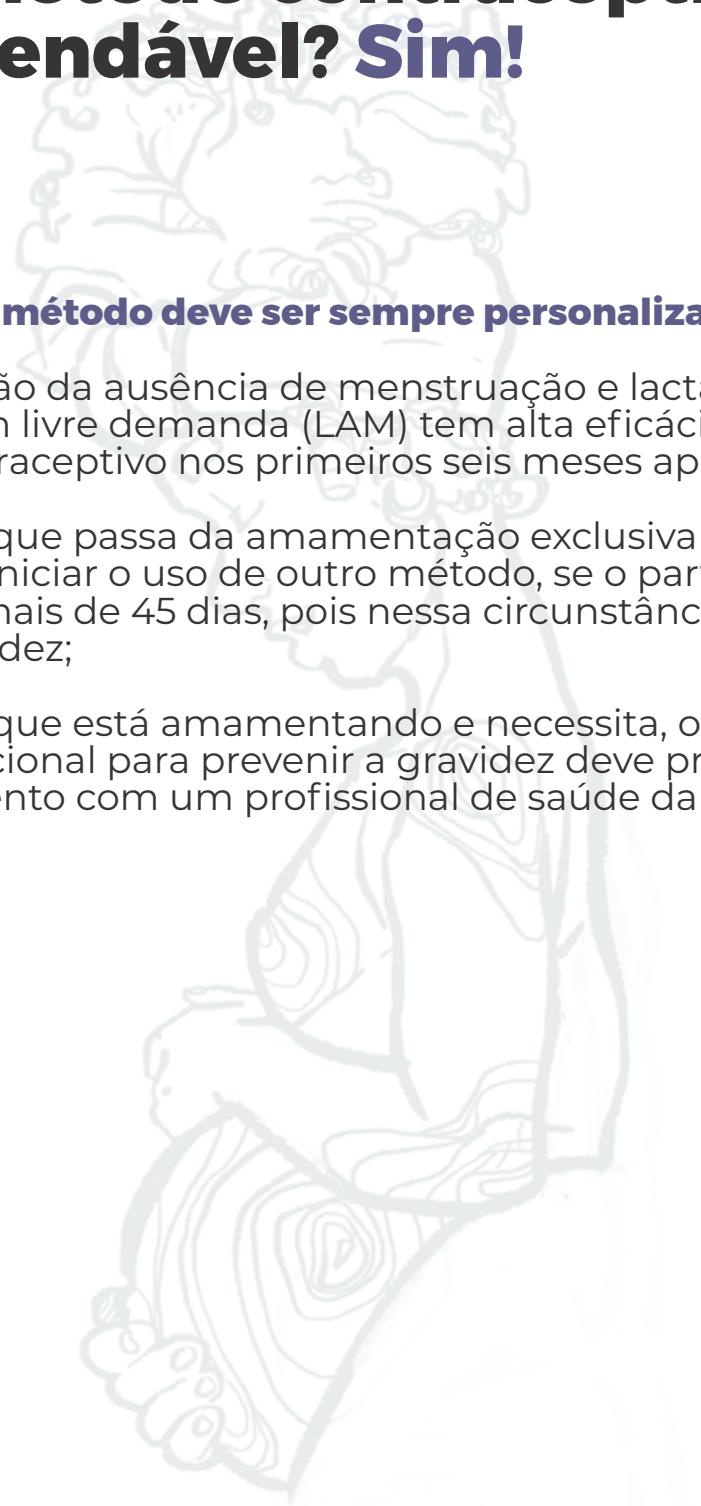 endável? Sim!
método deve ser sempre personaliza
ão da ausência de menstruação e lacta
n livre demanda (LAM) tem alta eficáci
raceptivo nos primeiros seis meses ap
que passa da amamentação exclusiva
niciar o uso de outro método, se o part
nais de 45 dias, pois nessa circunstânc
dez;
que está amamentando e necessita, o
cional para prevenir a gravidez deve pr
ento com um profissional de saúde da